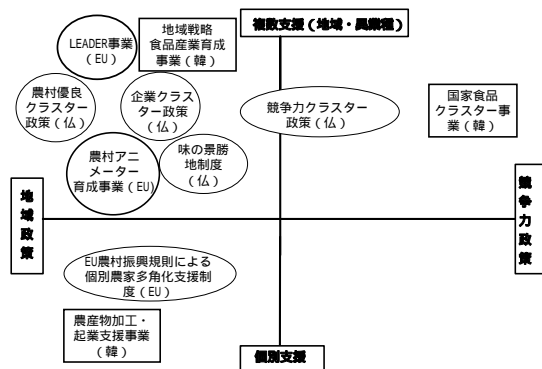 複数支援(地域・異業種)
LEADER事業
(EU)
地域戦略
食品産業育成
事業(韓)
農村優良
クラスター
政策(仏)
企業クラス
ター政策
(仏)
競争力クラスター
政策(仏)
国家食品
クラスター事
業(韓)
農村アニ
メーター
育成事業(EU)
味の景勝
地制度
(仏)
地域政策
競争力政策
EU農村振興規則による
個別農家多角化支援制
度(EU)
農産物加工・
起業支援事業
(韓)
個別支援